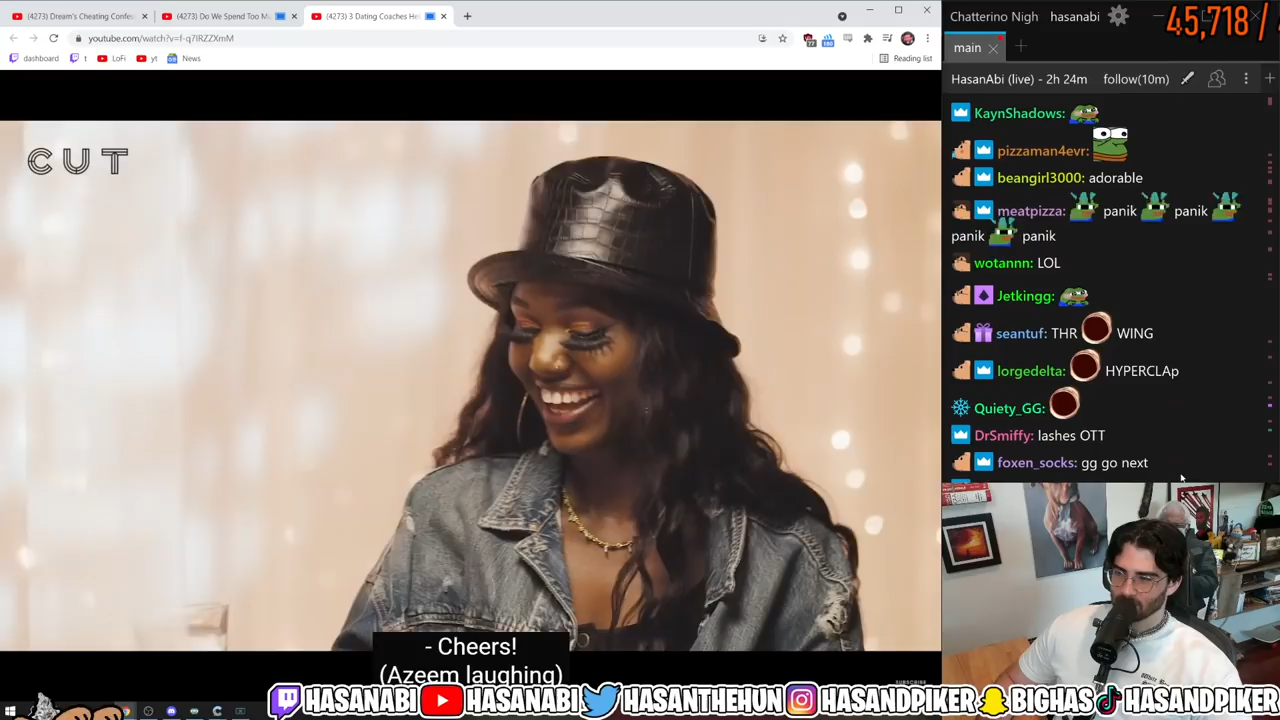 (4273) Dream's Cheating Confes
(4273) Do We Spend Too M
(4273) 3 Dating Coaches He
Chatterino Nigh hasanabi
45,718 /
youtube.com/watch?v=f-q7lRZZXmM
main
dashboard t LoFi yt News
Reading list
HasanAbi (live) - 2h 24m follow(10m)
CUT
KaynShadows:
pizzaman4evr:
beangirl3000: adorable
meatpizza: panik panik
panik panik
wotannn: LOL
Jetkingg:
seantuf: THR WING
lorgedelta: HYPERCLAp
Quiety_GG:
DrSmiffy: lashes OTT
foxen_socks: gg go next
- Cheers!
(Azeem laughing)
SUBSCRIBE
HASANABI HASANABI HASANTHEHUN HASANDPIKER BIGHAS HASANDPIKER